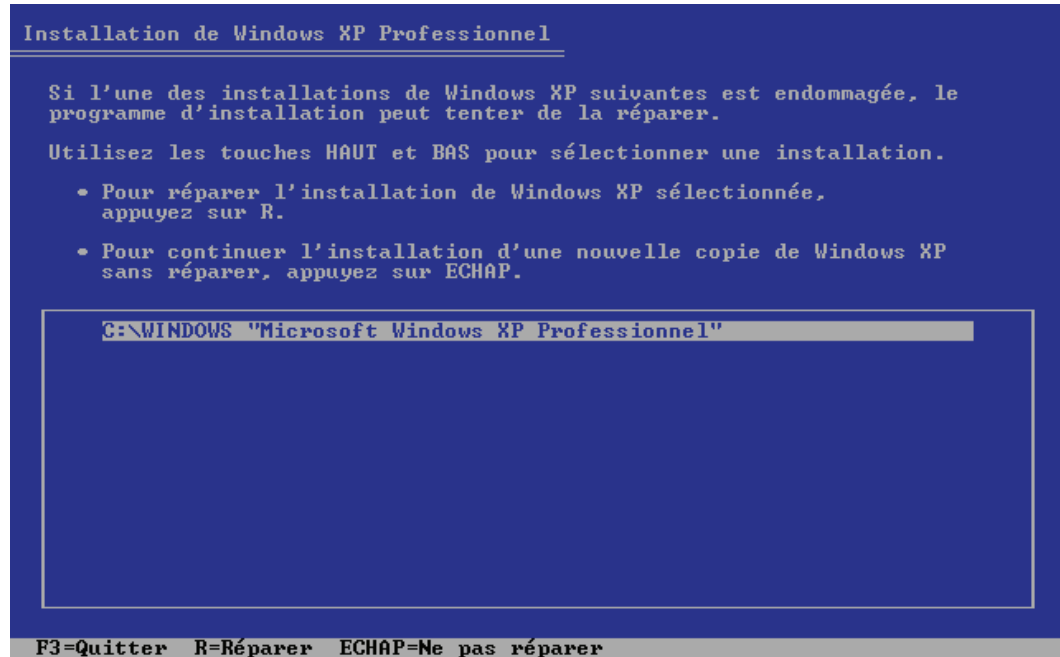 Installation de Windows XP Professionnel
Si l'une des installations de Windows XP suivantes est endommagée, le
programme d'installation peut tenter de la réparer.
Utilisez les touches HAUT et BAS pour sélectionner une installation.
• Pour réparer l'installation de Windows XP sélectionnée,
appuyez sur R.
• Pour continuer l'installation d'une nouvelle copie de Windows XP
sans réparer, appuyez sur ECHAP.
C:\WINDOWS "Microsoft Windows XP Professionnel"
F3=Quitter R=Réparer ECHAP=Ne pas réparer